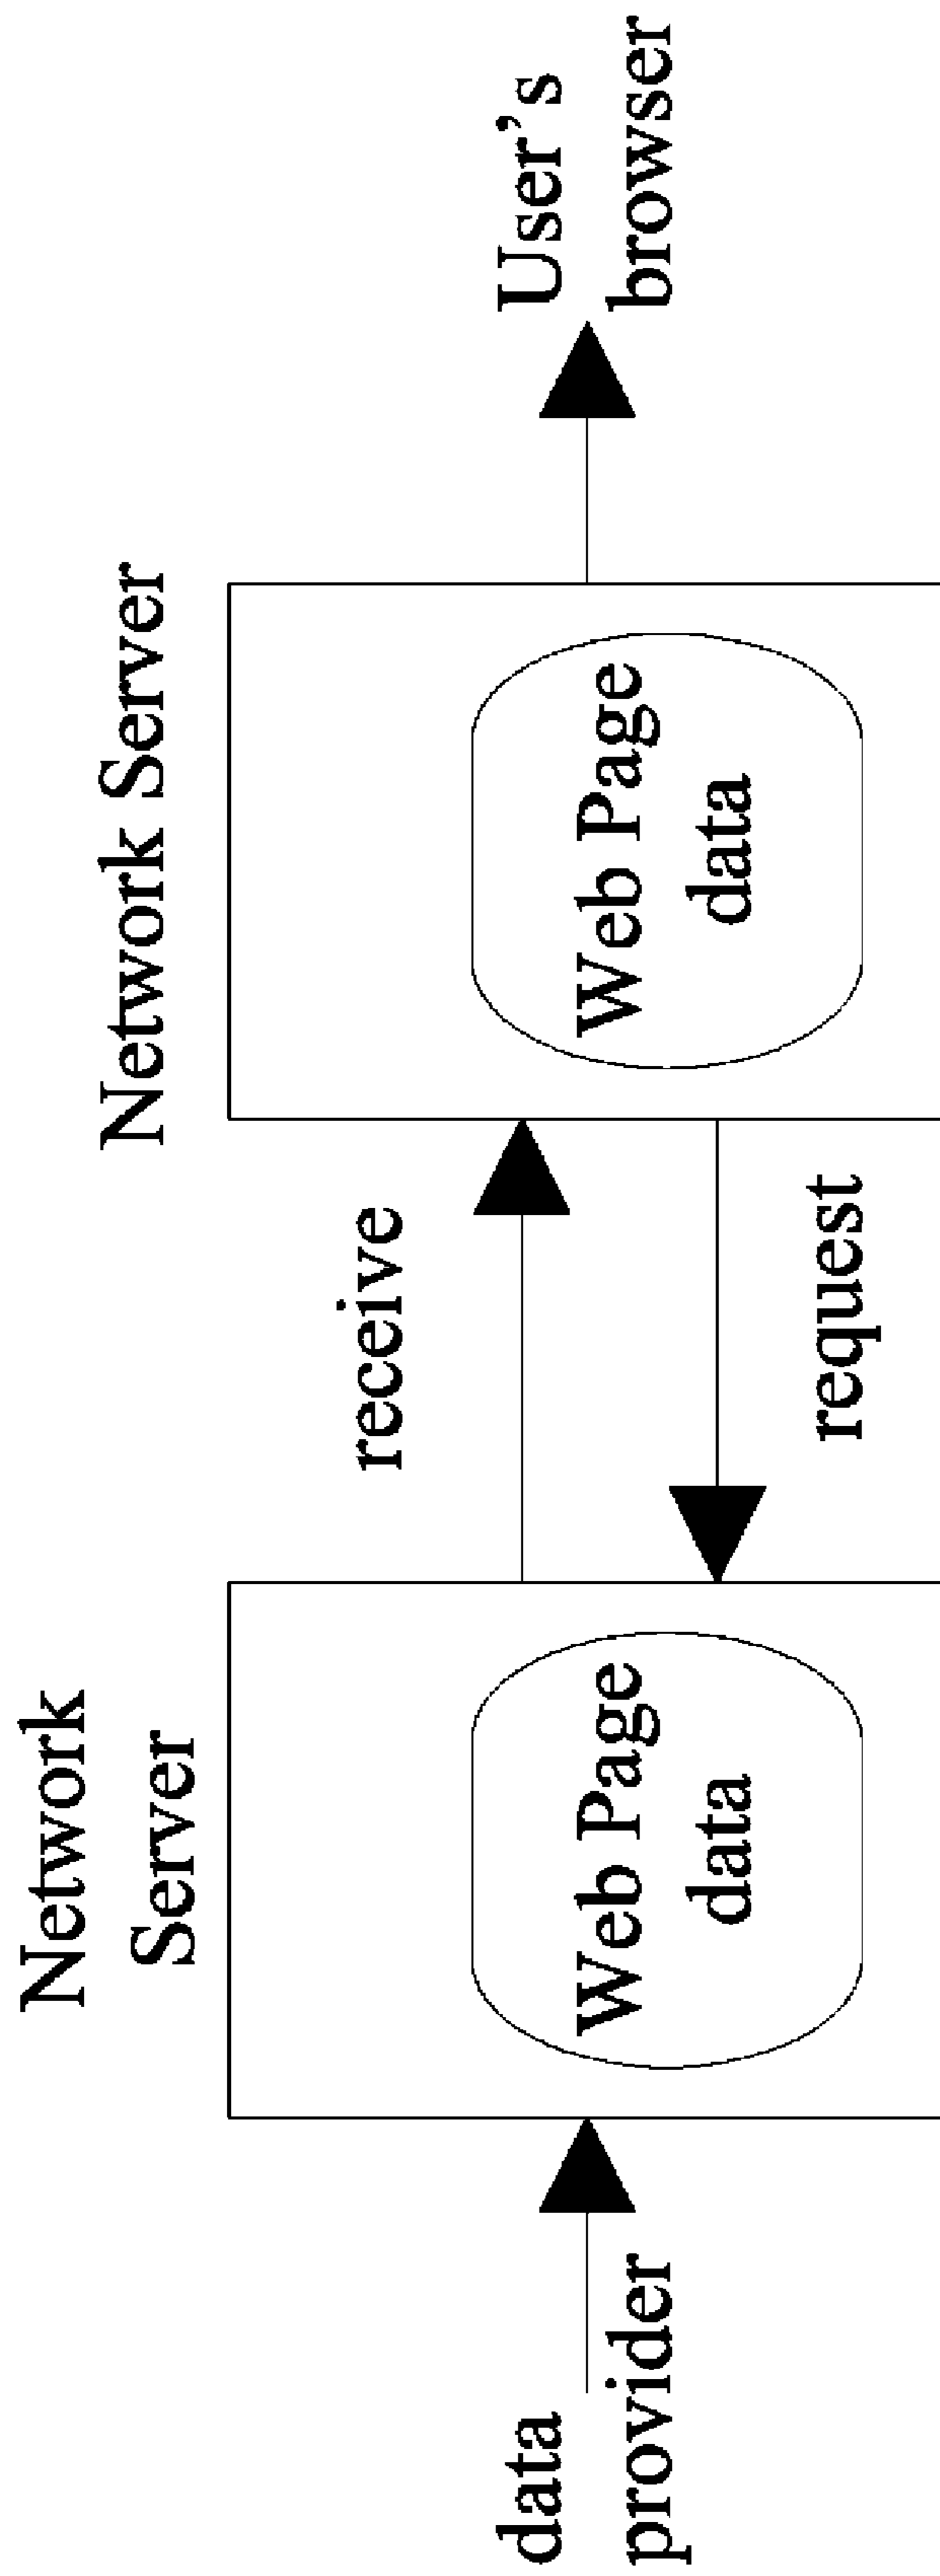 Network
Server
Network Server
data
provider
Web Page
data
receive
request
Web Page
data
User's
browser